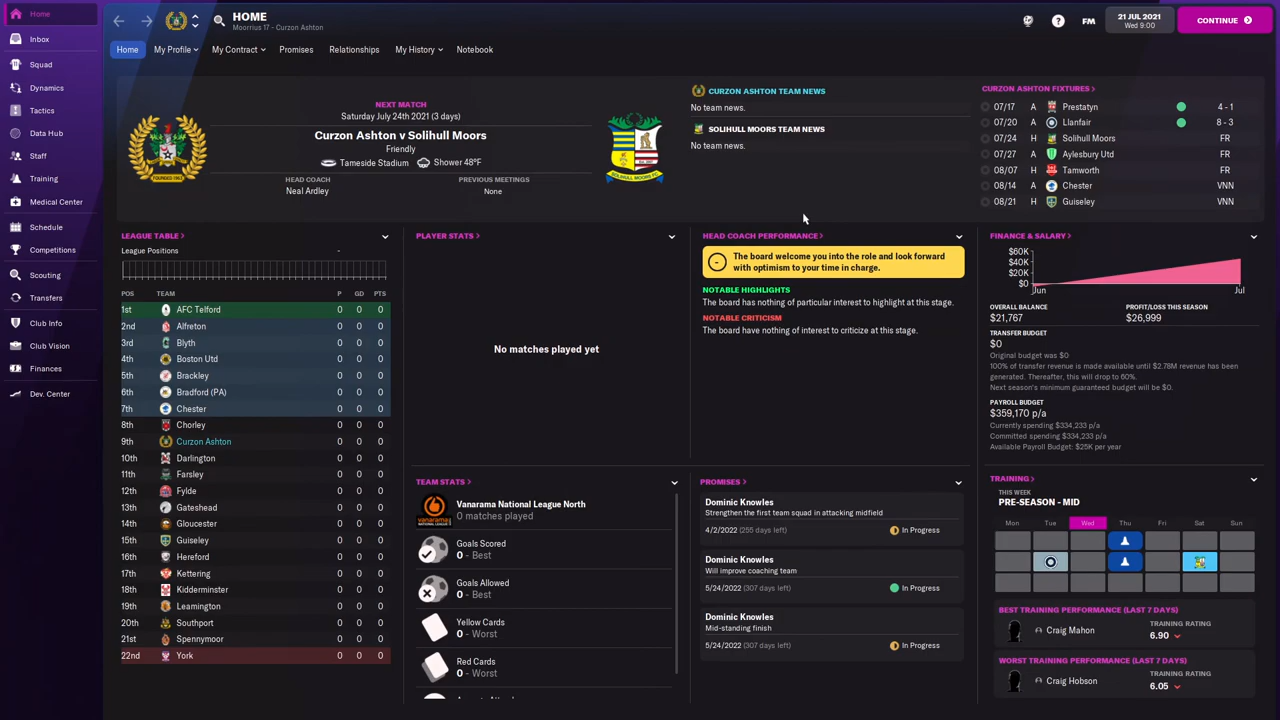 Home
HOME
Moorrius 17 - Curzon Ashton
FM
21 JUL 2021
Wed 9:00
CONTINUE
Inbox
Squad
Dynamics
Tactics
Data Hub
Staff
Training
Medical Center
Schedule
Competitions
Scouting
Transfers
Club Info
Club Vision
Finances
Dev. Center
Home My Profile My Contract Promises Relationships My History Notebook
NEXT MATCH
Saturday July 24th 2021 (3 days)
Curzon Ashton v Solihull Moors
Friendly
Tameside Stadium Shower 48°F
HEAD COACH
Neal Ardley
PREVIOUS MEETINGS
None
CURZON ASHTON TEAM NEWS
No team news.
SOLIHULL MOORS TEAM NEWS
No team news.
CURZON ASHTON FIXTURES >
07/17 A Prestatyn 4 - 1
07/20 A Llanfair 8 - 3
07/24 H Solihull Moors FR
07/27 A Aylesbury Utd FR
08/07 H Tamworth FR
08/14 A Chester VNN
08/21 H Guiseley VNN
LEAGUE TABLE >
League Positions -
POS TEAM P GD PTS
1st AFC Telford 0 0 0
2nd Alfreton 0 0 0
3rd Blyth 0 0 0
4th Boston Utd 0 0 0
5th Brackley 0 0 0
6th Bradford (PA) 0 0 0
7th Chester 0 0 0
8th Chorley 0 0 0
9th Curzon Ashton 0 0 0
10th Darlington 0 0 0
11th Farsley 0 0 0
12th Fylde 0 0 0
13th Gateshead 0 0 0
14th Gloucester 0 0 0
15th Guiseley 0 0 0
16th Hereford 0 0 0
17th Kettering 0 0 0
18th Kidderminster 0 0 0
19th Leamington 0 0 0
20th Southport 0 0 0
21st Spennymoor 0 0 0
22nd York 0 0 0
PLAYER STATS >
No matches played yet
TEAM STATS >
Vanarama National League North
0 matches played
Goals Scored
0 - Best
Goals Allowed
0 - Best
Yellow Cards
0 - Worst
Red Cards
0 - Worst
HEAD COACH PERFORMANCE >
The board welcome you into the role and look forward
with optimism to your time in charge.
NOTABLE HIGHLIGHTS
The board has nothing of particular interest to highlight at this stage.
NOTABLE CRITICISM
The board have nothing of interest to criticize at this stage.
PROMISES >
Dominic Knowles
Strengthen the first team squad in attacking midfield
4/2/2022 (255 days left) In Progress
Dominic Knowles
Will improve coaching team
5/24/2022 (307 days left) In Progress
Dominic Knowles
Mid-standing finish
5/24/2022 (307 days left) In Progress
FINANCE & SALARY >
$60K
$40K
$20K
$0
Jun Jul
OVERALL BALANCE
$21,767
PROFIT/LOSS THIS SEASON
$26,999
TRANSFER BUDGET
$0
Original budget was $0
100% of transfer revenue is made available until $2.78M revenue has been
generated. Thereafter, this will drop to 60%.
Next season's minimum guaranteed budget will be $0.
PAYROLL BUDGET
$359,170 p/a
Currently spending $334,233 p/a
Committed spending $334,233 p/a
Available Payroll Budget: $25K per year
TRAINING >
THIS WEEK
PRE-SEASON - MID
Mon Tue Wed Thu Fri Sat Sun
BEST TRAINING PERFORMANCE (LAST 7 DAYS)
Craig Mahon
TRAINING RATING
6.90
WORST TRAINING PERFORMANCE (LAST 7 DAYS)
Craig Hobson
TRAINING RATING
6.05